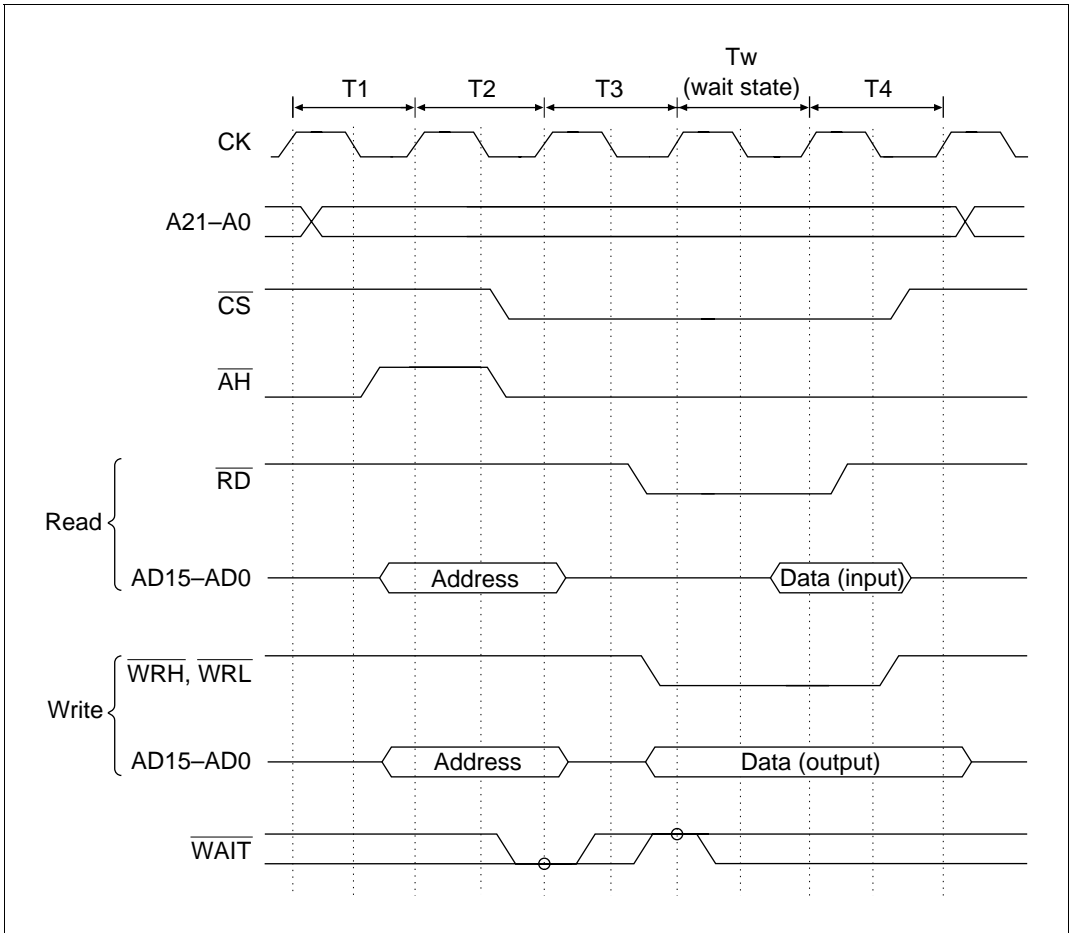 T1 T2 T3 Tw (wait state) T4
CK
A21–A0
CS
AH
RD
Read
AD15–AD0 Address Data (input)
WRH, WRL
Write
AD15–AD0 Address Data (output)
WAIT